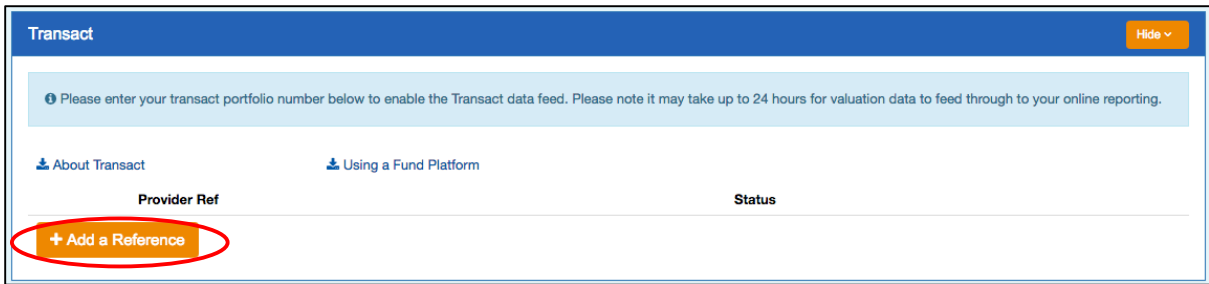 Transact
Hide
Please enter your transact portfolio number below to enable the Transact data feed. Please note it may take up to 24 hours for valuation data to feed through to your online reporting.
About Transact
Using a Fund Platform
Provider Ref
Status
+ Add a Reference